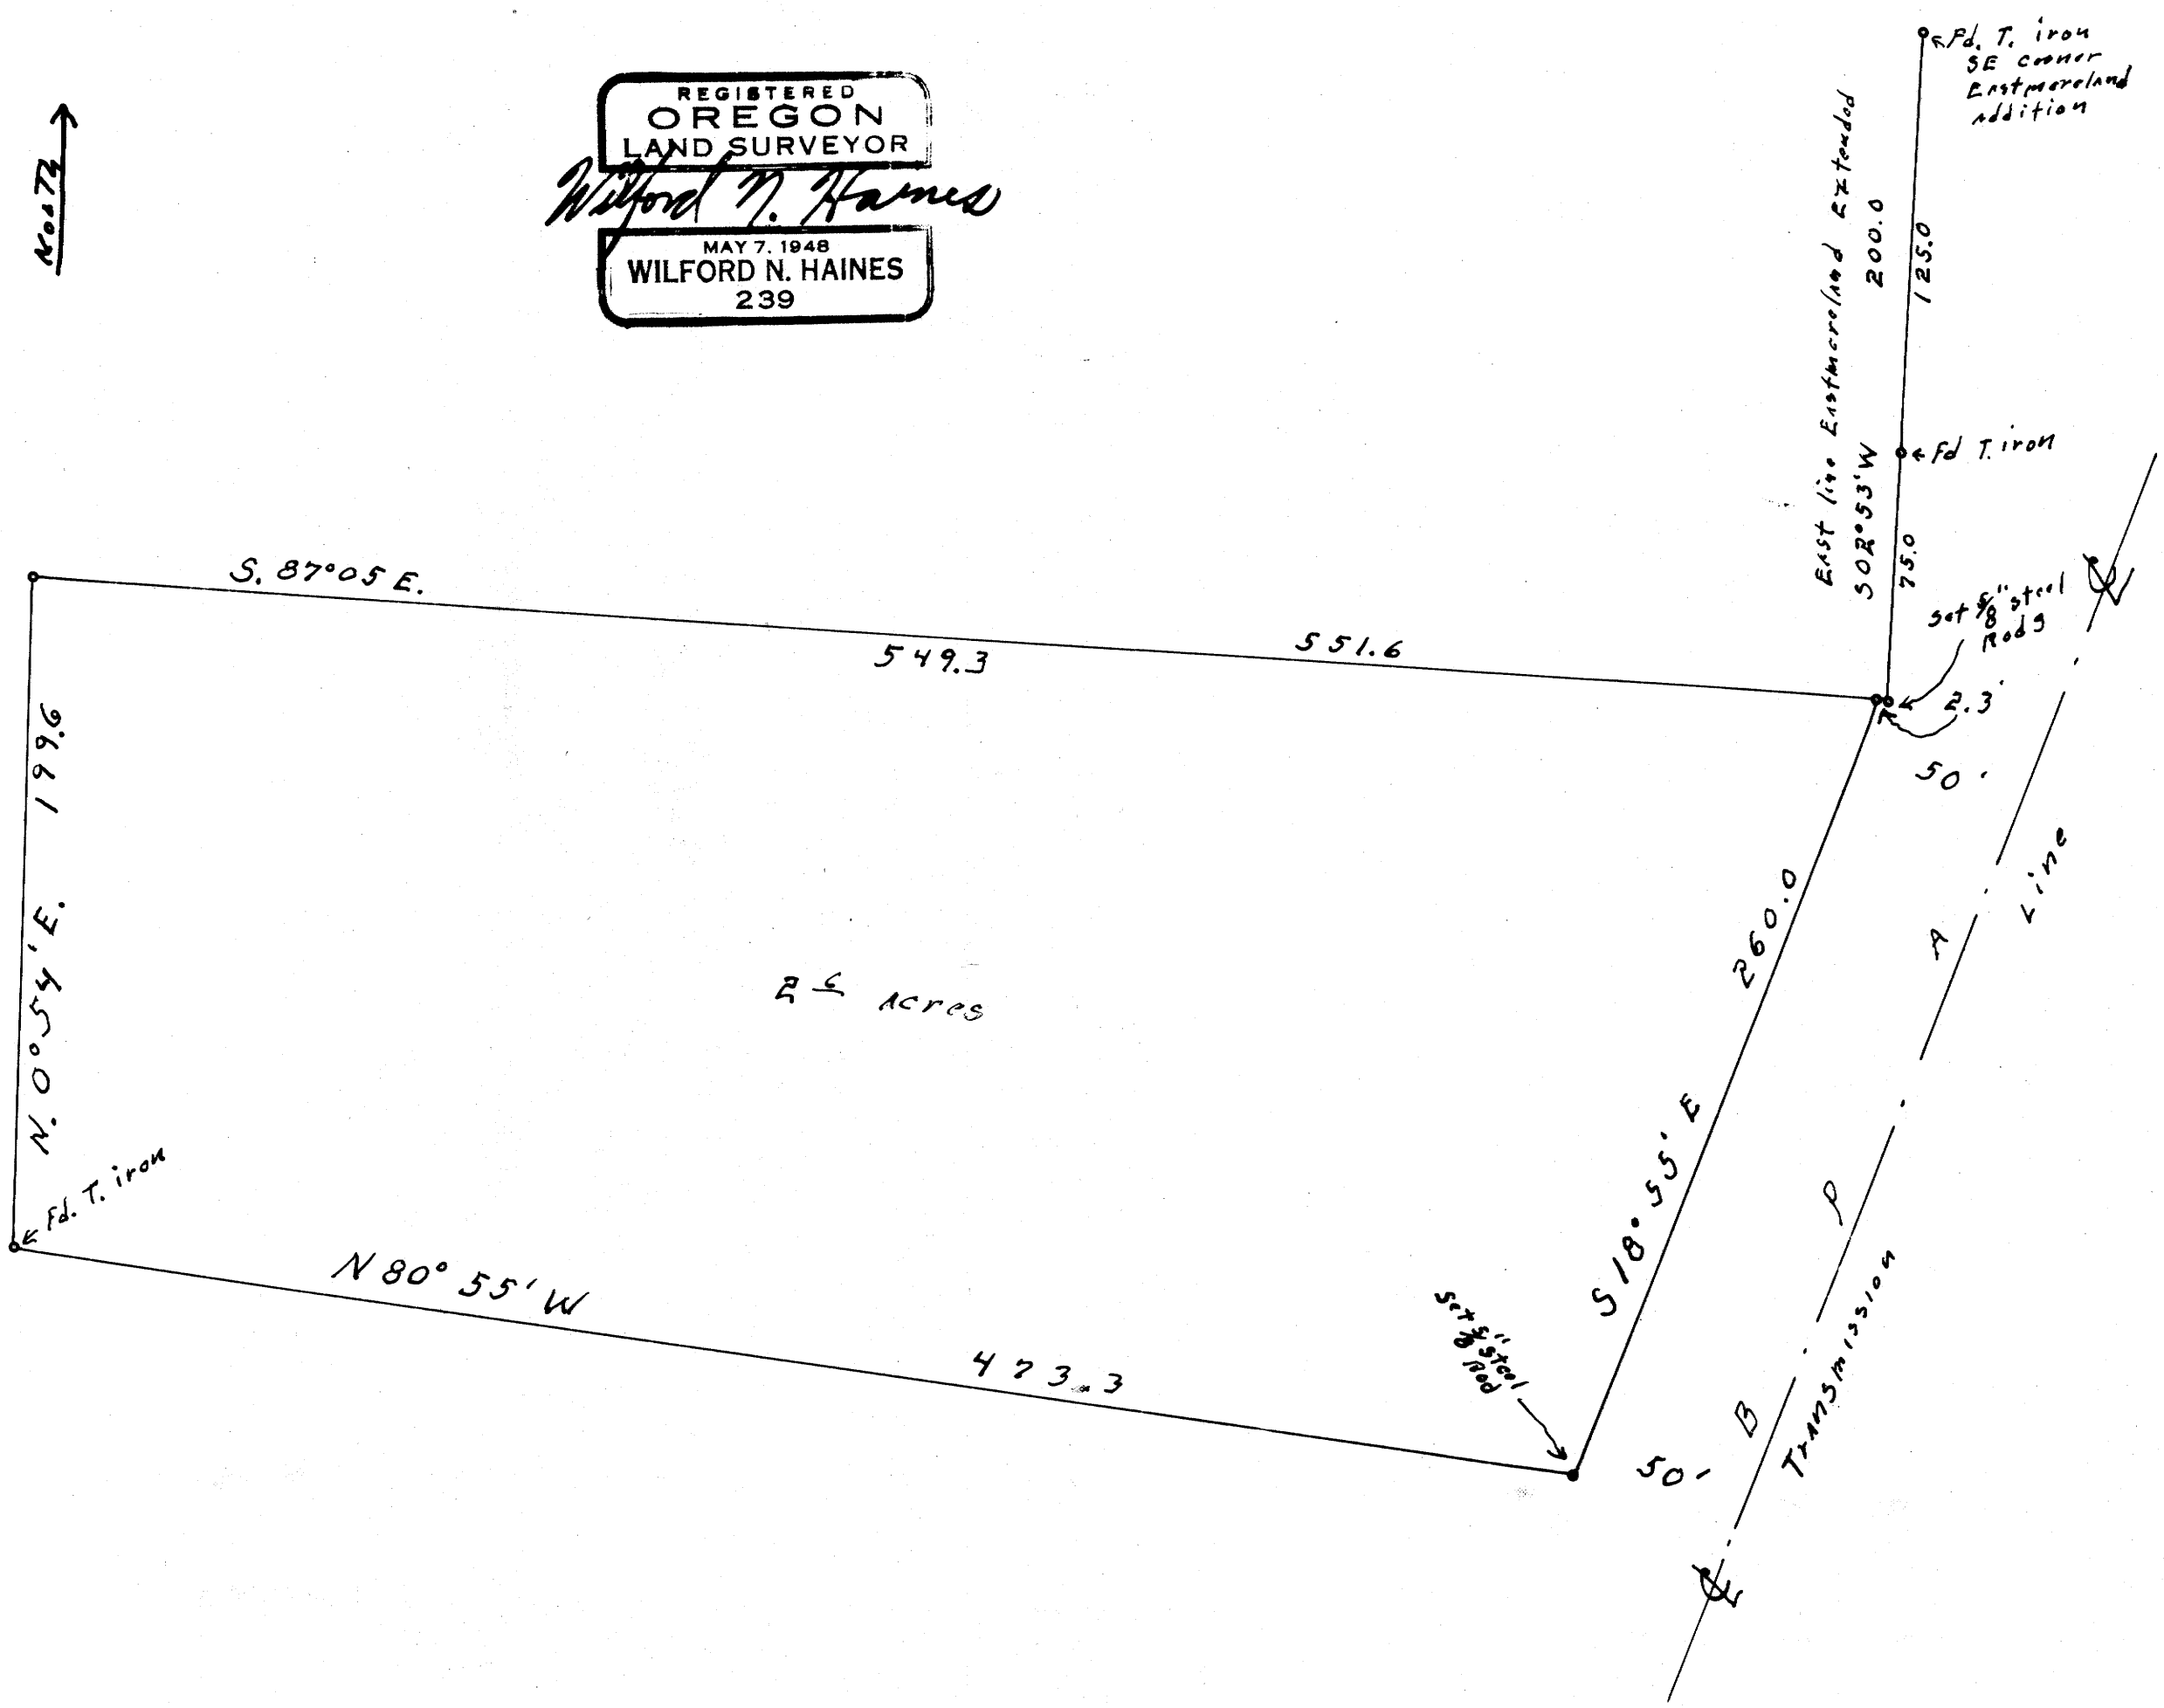 NORTH
REGISTERED
OREGON
LAND SURVEYOR
Wilford N. Haines
MAY 7. 1948
WILFORD N. HAINES
239
Fd. T. iron
SE corner
Eastmoreland
Addition
East line Eastmoreland Extended
S02°53'W 200.0
125.0
Fd T. iron
75.0
Set 5/8" steel
Rods
2.3'
50'
S. 87°05 E.
549.3
551.6
N. 0°54'E. 199.6
Fd. T. iron
Acres
260.0
S18°55'E
N 80° 55' W
473.3
Set 5/8" steel
Rod
50'
B P A
Transmission Line